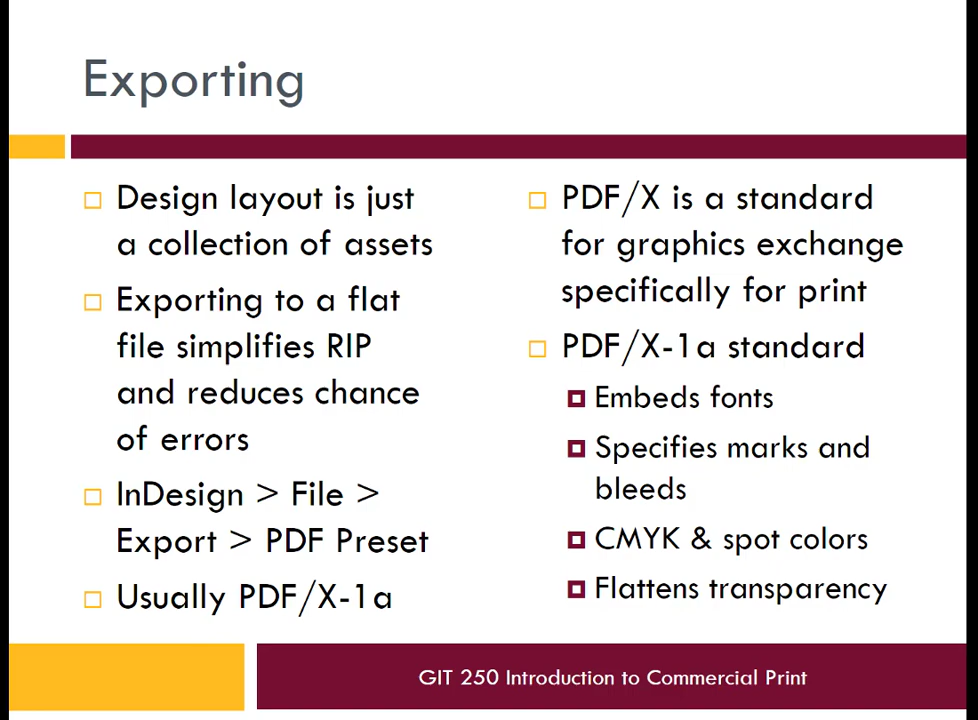 Exporting
Design layout is just
a collection of assets
Exporting to a flat
file simplifies RIP
and reduces chance
of errors
InDesign > File >
Export > PDF Preset
Usually PDF/X-1a
PDF/X is a standard
for graphics exchange
specifically for print
PDF/X-1a standard
Embeds fonts
Specifies marks and
bleeds
CMYK & spot colors
Flattens transparency
GIT 250 Introduction to Commercial Print